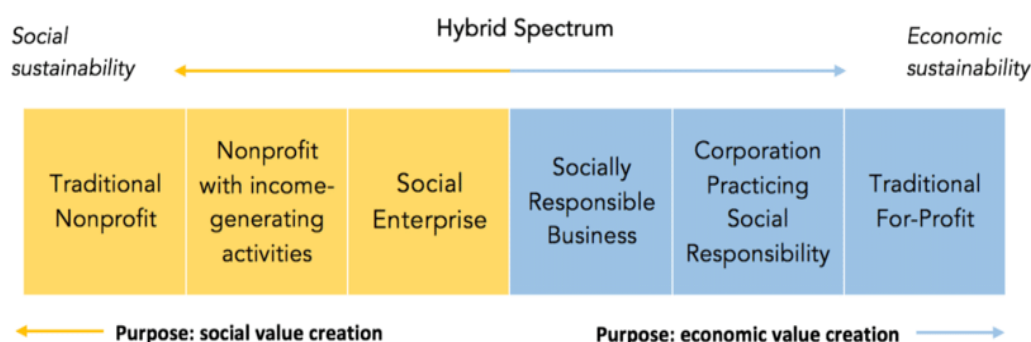 Social
sustainability
Hybrid Spectrum
Economic
sustainability
Traditional
Nonprofit
Nonprofit
with income-
generating
activities
Social
Enterprise
Socially
Responsible
Business
Corporation
Practicing
Social
Responsibility
Traditional
For-Profit
Purpose: social value creation
Purpose: economic value creation